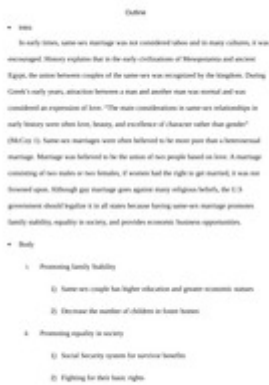 Outline
• Intro
In early times, same-sex marriage was not considered taboo and in many cultures, it was
encouraged. History explains that in the early civilizations of Mesopotamia and ancient
Egypt, the union between couples of the same-sex was recognized by the kingdom. During
Greek's early years, attraction between a man and another man was normal and was
considered an expression of love. "The main considerations in same-sex relationships in
early history were often love, beauty, and excellence of character rather than gender"
(McCoy 1). Same-sex marriages were often believed to be more pure than a heterosexual
marriage. Marriage was believed to be the union of two people based on love. A marriage
consisting of two males or two females, if women had the right to get married, it was not
frowned upon. Although gay marriage goes against many religious beliefs, the U.S
government should legalize it in all states because having same-sex marriage promotes
family stability, equality in society, and provides economic business opportunities.
• Body
i. Promoting family Stability
1) Same-sex couple has higher education and greater economic statues
2) Decrease the number of children in foster homes
ii. Promoting equality in society
1) Social Security system for survivor benefits
2) Fighting for their basic rights